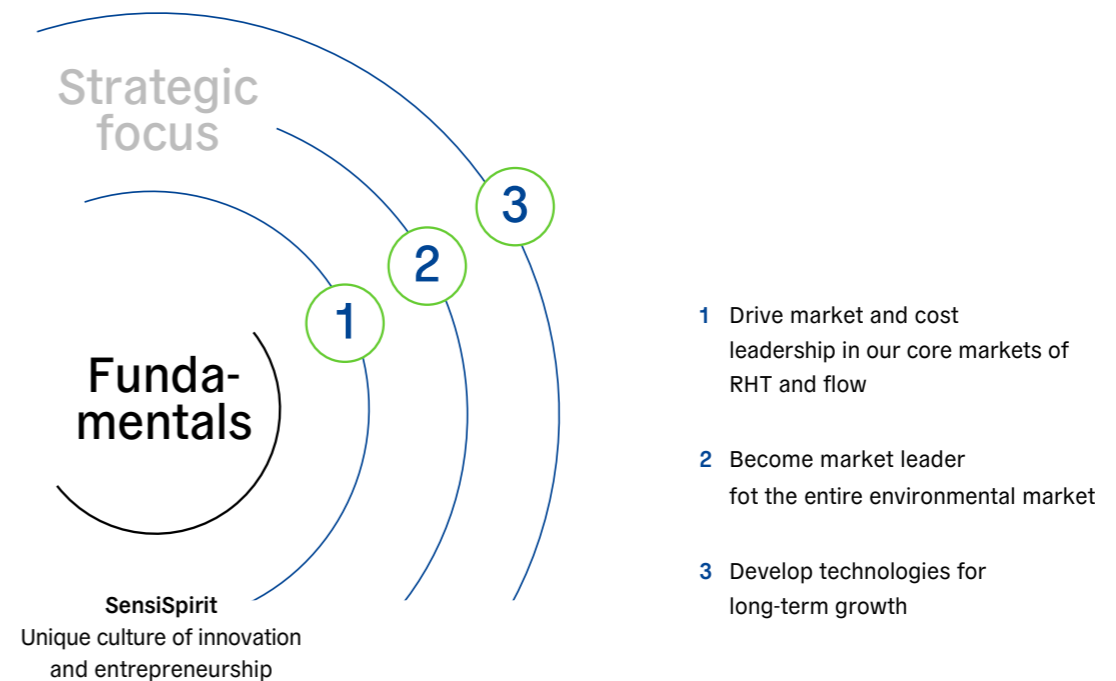 Strategic
focus
3
2
1
Funda-
mentals
SensiSpirit
Unique culture of innovation
and entrepreneurship
1 Drive market and cost
leadership in our core markets of
RHT and flow
2 Become market leader
fot the entire environmental market
3 Develop technologies for
long-term growth